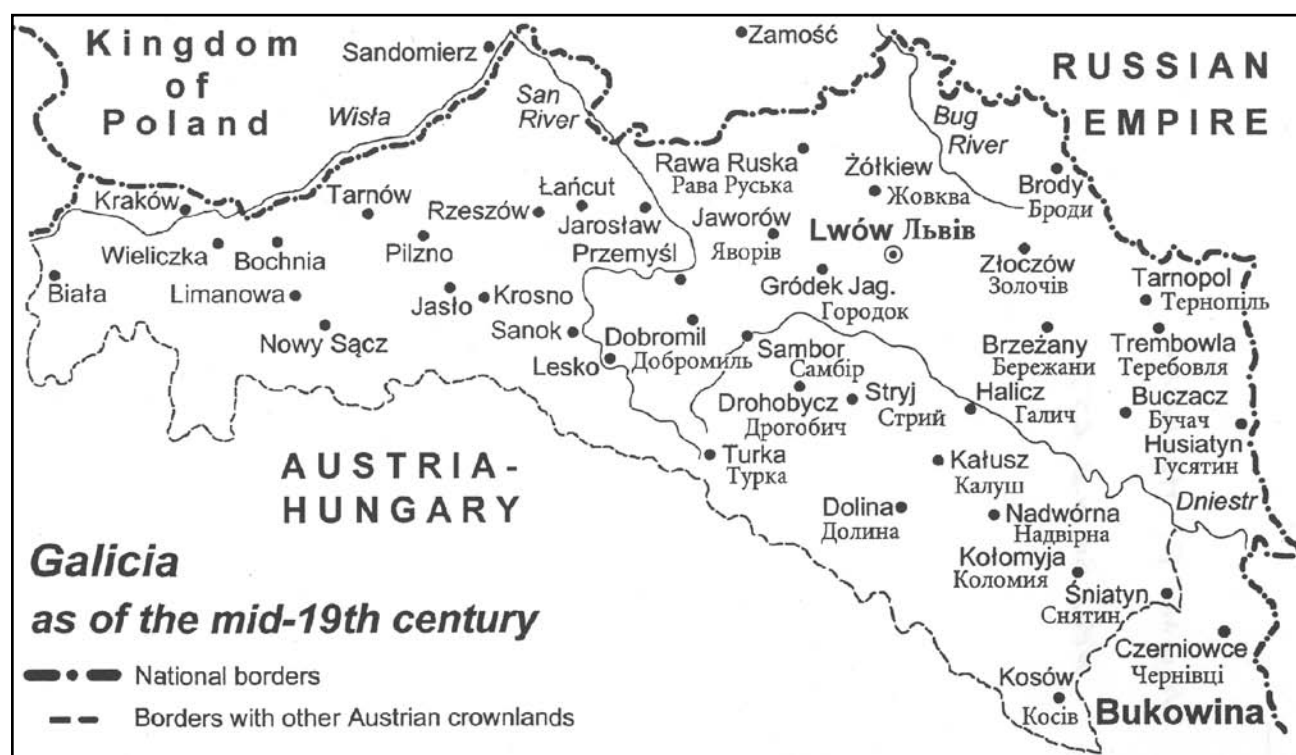 Kingdom
of
Poland
Sandomierz
Wisła
San
River
Zamość
RUSSIAN
EMPIRE
Bug
River
Kraków
Tarnów
Rzeszów
Łańcut
Jarosław
Przemyśl
Rawa Ruska
Рава Руська
Żółkiew
Жовква
Brody
Броди
Jaworów
Яворів
Lwów Львів
Wieliczka
Bochnia
Pilzno
Biała
Limanowa
Jasło
Krosno
Gródek Jag.
Городок
Złoczów
Золочів
Tarnopol
Тернопіль
Nowy Sącz
Sanok
Lesko
Dobromil
Добромиль
Sambor
Самбір
Brzeżany
Бережани
Trembowla
Теребовля
Drohobycz
Дрогобич
Stryj
Стрий
Halicz
Галич
Buczacz
Бучач
Husiatyn
Гусятин
AUSTRIA-
HUNGARY
Turka
Турка
Kałusz
Калуш
Dniestr
Dolina
Долина
Nadwórna
Надвірна
Kołomyja
Коломия
Śniatyn
Снятин
Czerniowce
Чернівці
Kosów
Косів
Bukowina
Galicia
as of the mid-19th century
National borders
Borders with other Austrian crownlands